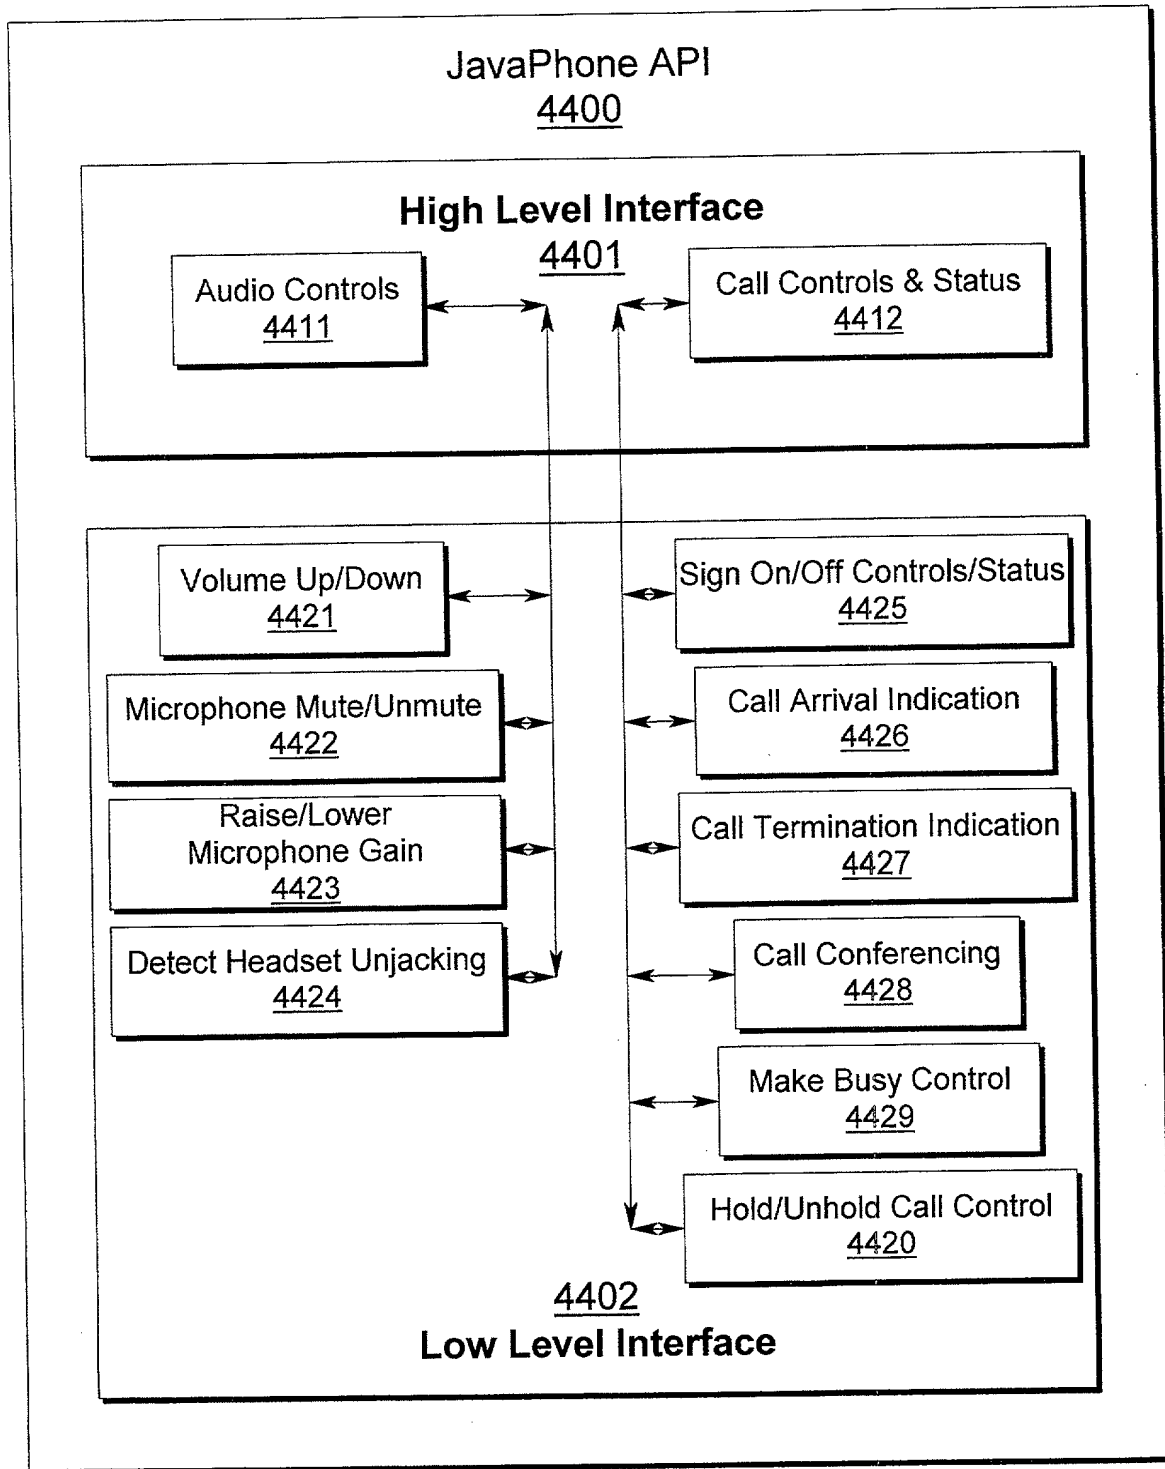 JavaPhone API
4400
High Level Interface
4401
Audio Controls
4411
Call Controls & Status
4412
Volume Up/Down
4421
Microphone Mute/Unmute
4422
Raise/Lower
Microphone Gain
4423
Detect Headset Unjacking
4424
Sign On/Off Controls/Status
4425
Call Arrival Indication
4426
Call Termination Indication
4427
Call Conferencing
4428
Make Busy Control
4429
Hold/Unhold Call Control
4420
4402
Low Level Interface